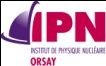 IPN
INSTITUT DE PHYSIQUE NUCLÉAIRE
ORSAY